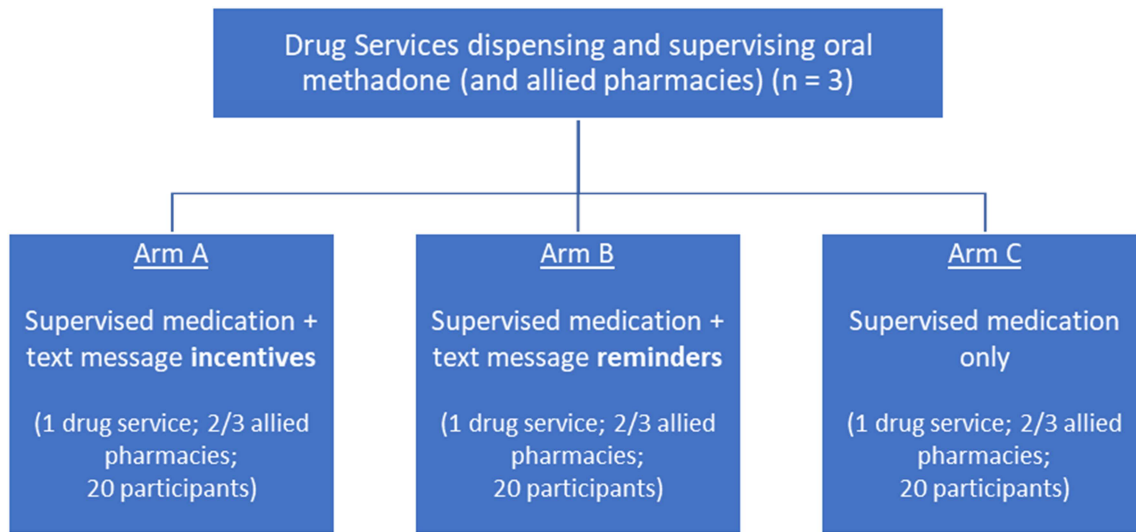 Drug Services dispensing and supervising oral
methadone (and allied pharmacies) (n = 3)
Arm A
Supervised medication +
text message incentives
(1 drug service; 2/3 allied
pharmacies;
20 participants)
Arm B
Supervised medication +
text message reminders
(1 drug service; 2/3 allied
pharmacies;
20 participants)
Arm C
Supervised medication
only
(1 drug service; 2/3 allied
pharmacies;
20 participants)